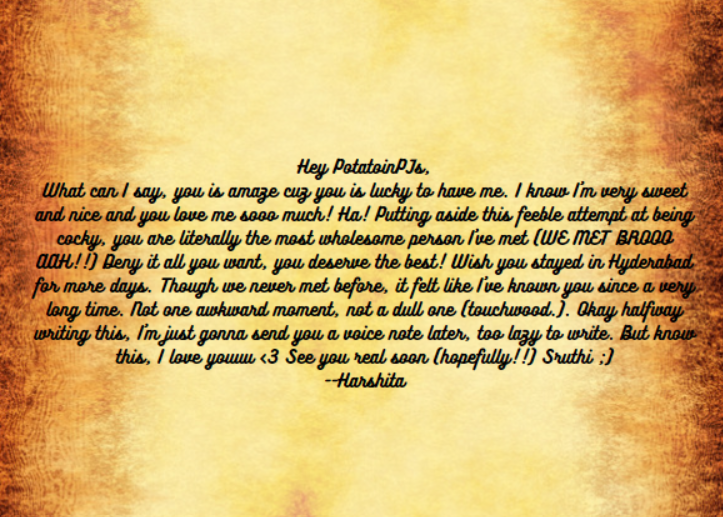 Hey PotatoinPJs,
What can I say, you is amaze cuz you is lucky to have me. I know I'm very sweet
and nice and you love me sooo much! Ha! Putting aside this feeble attempt at being
cocky, you are literally the most wholesome person I've met (WE MET BROOO
AAH!!) Deny it all you want, you deserve the best! Wish you stayed in Hyderabad
for more days. Though we never met before, it felt like I've known you since a very
long time. Not one awkward moment, not a dull one (touchwood.). Okay halfway
writing this, I'm just gonna send you a voice note later, too lazy to write. But know
this, I love youuu <3 See you real soon (hopefully!!) Sruthi ;)
--Harshita